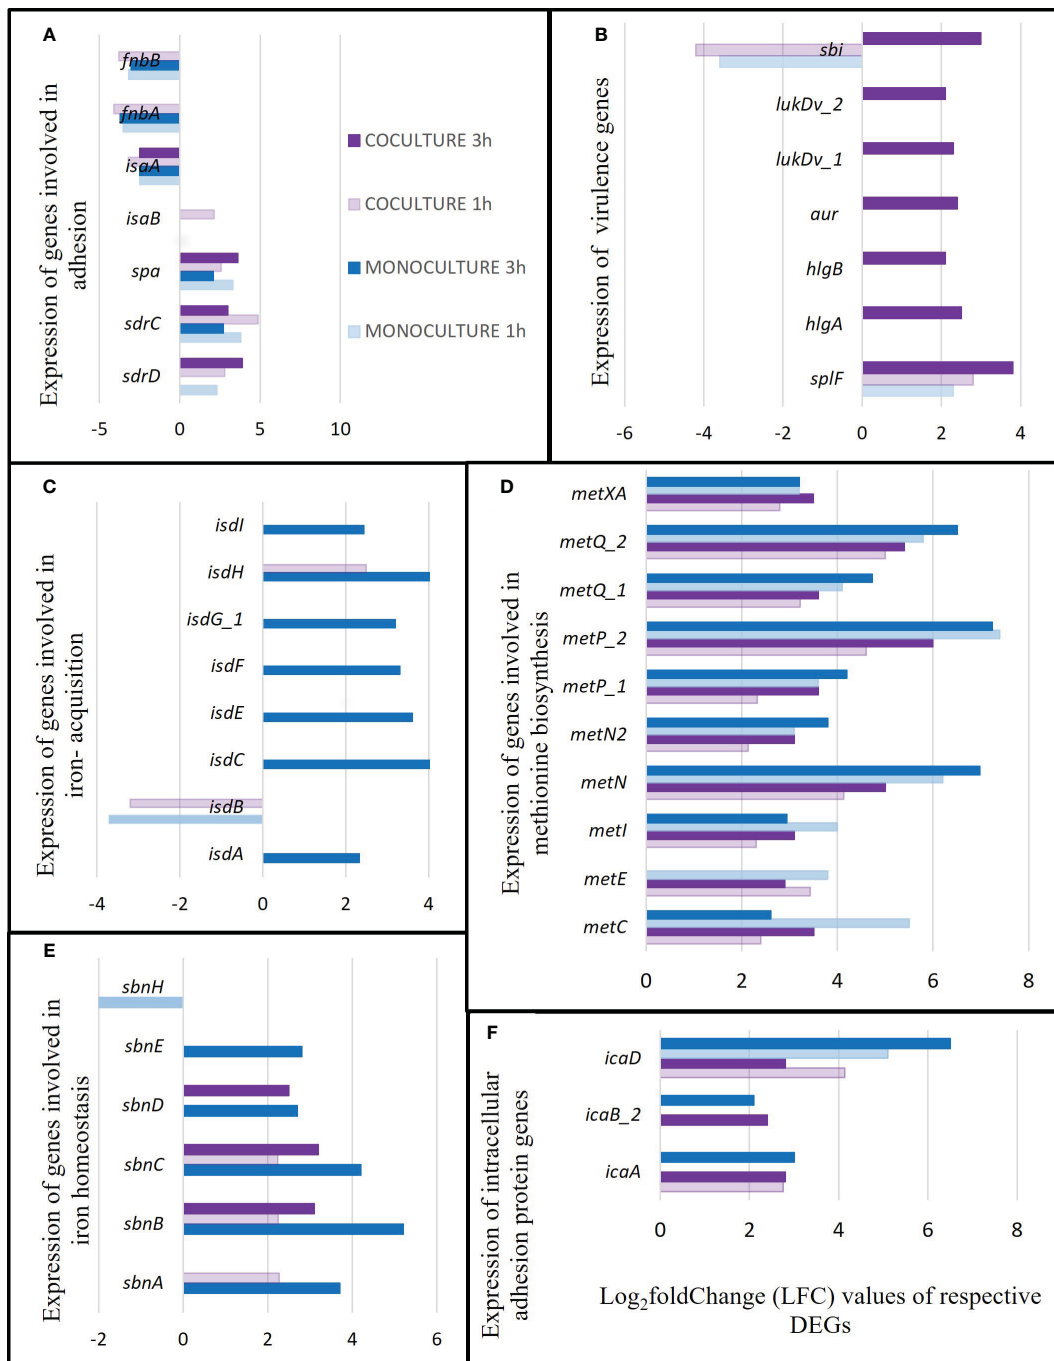 A
Expression of genes involved in
adhesion
fnbB
fnbA
isaA
isaB
spa
sdrC
sdrD
-5 0 5 10
COCULTURE 3h
COCULTURE 1h
MONOCULTURE 3h
MONOCULTURE 1h
B
Expression of virulence genes
sbi
lukDv_2
lukDv_1
aur
hlgB
hlgA
splF
-6 -4 -2 0 2 4
C
Expression of genes involved in
iron- acquisition
isdI
isdH
isdG_1
isdF
isdE
isdC
isdB
isdA
-4 -2 0 2 4
D
Expression of genes involved in
methionine biosynthesis
metXA
metQ_2
metQ_1
metP_2
metP_1
metN2
metN
metI
metE
metC
0 2 4 6 8
E
Expression of genes involved in
iron homeostasis
sbnH
sbnE
sbnD
sbnC
sbnB
sbnA
-2 0 2 4 6
F
Expression of intracellular
adhesion protein genes
icaD
icaB_2
icaA
0 2 4 6 8
Log₂foldChange (LFC) values of respective
DEGs